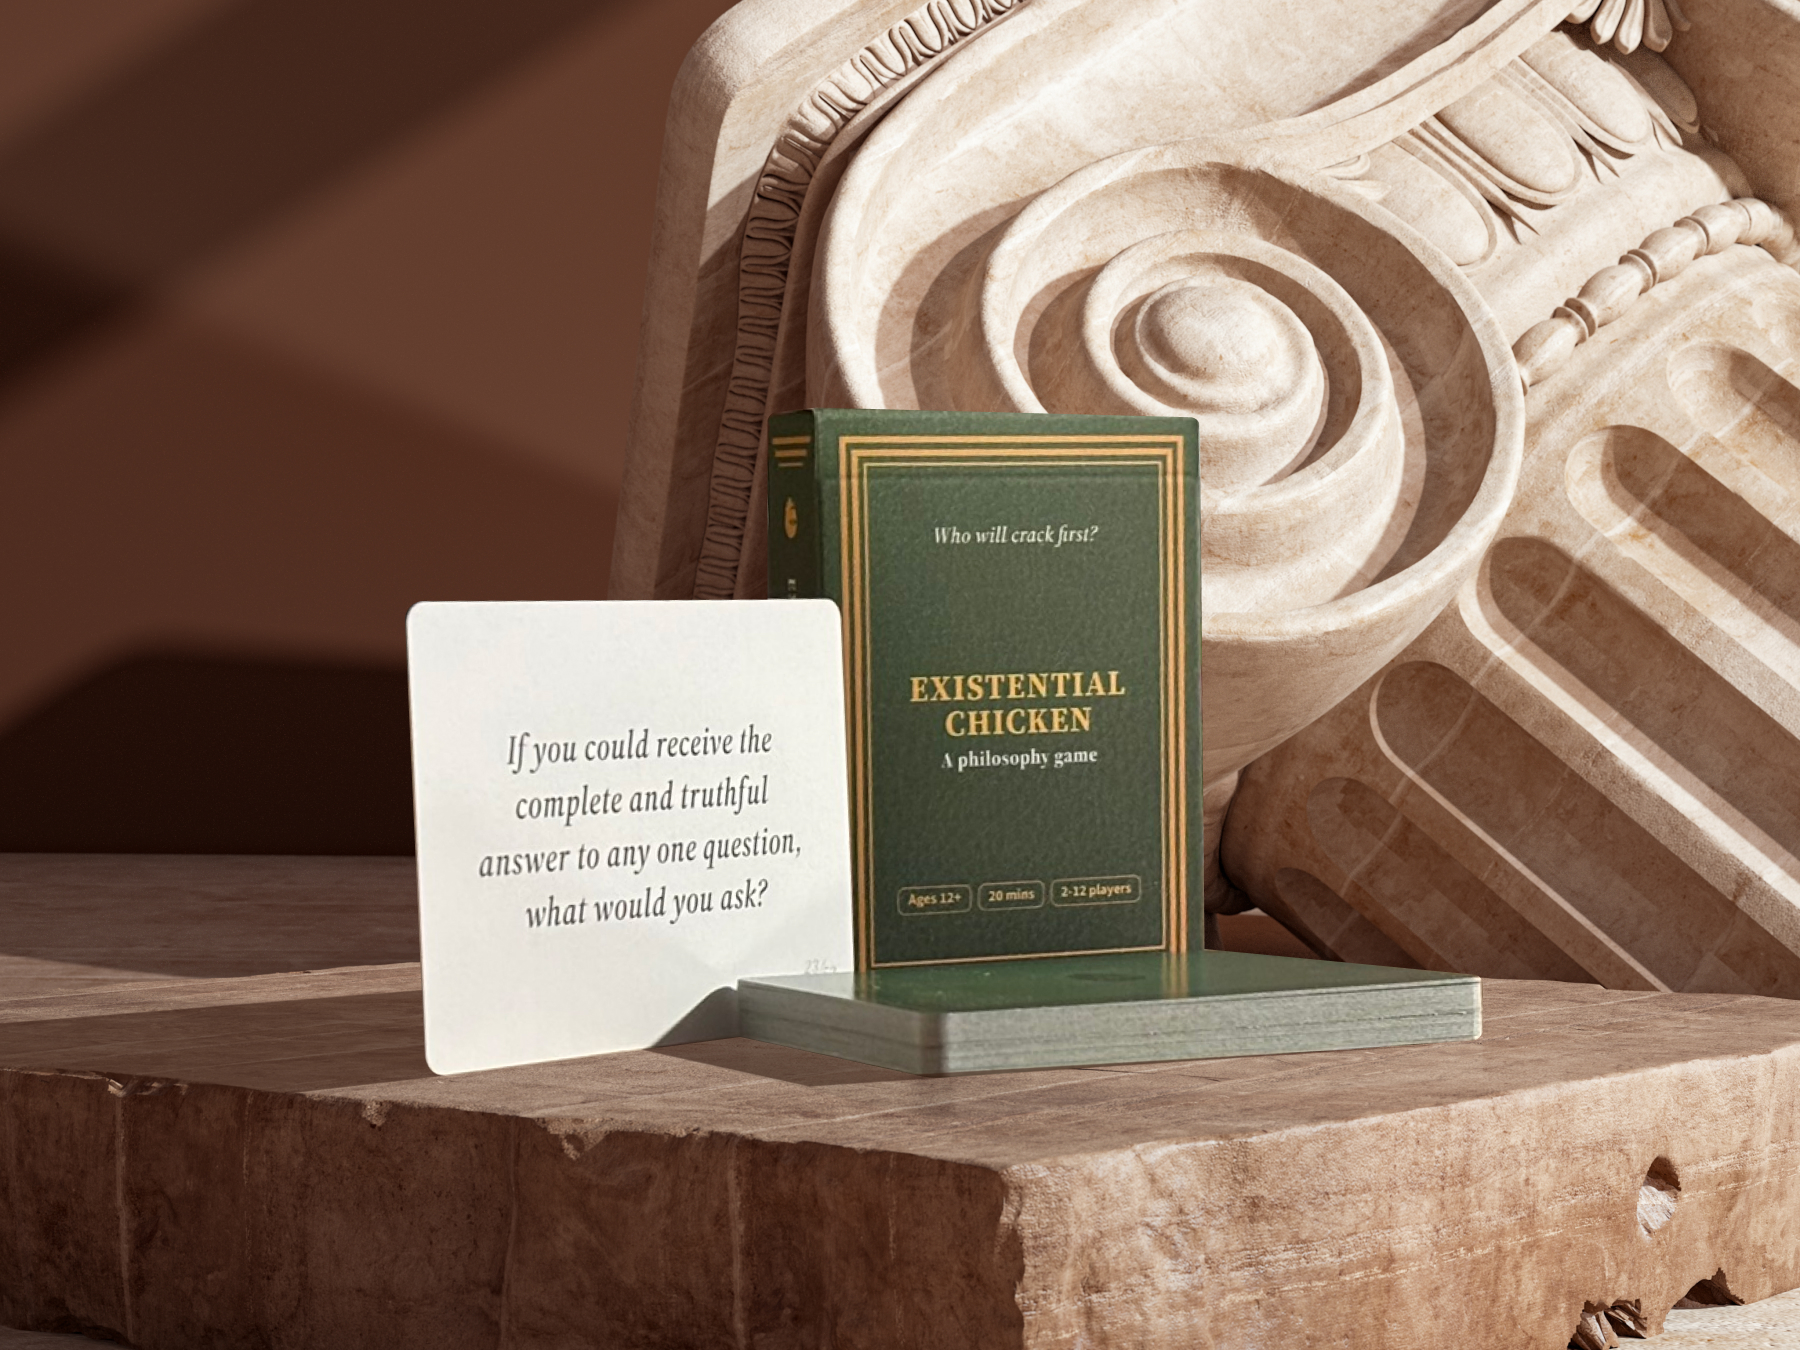 Who will crack first?
EXISTENTIAL
CHICKEN
A philosophy game
Ages 12+
20 mins
2-12 players
If you could receive the
complete and truthful
answer to any one question,
what would you ask?